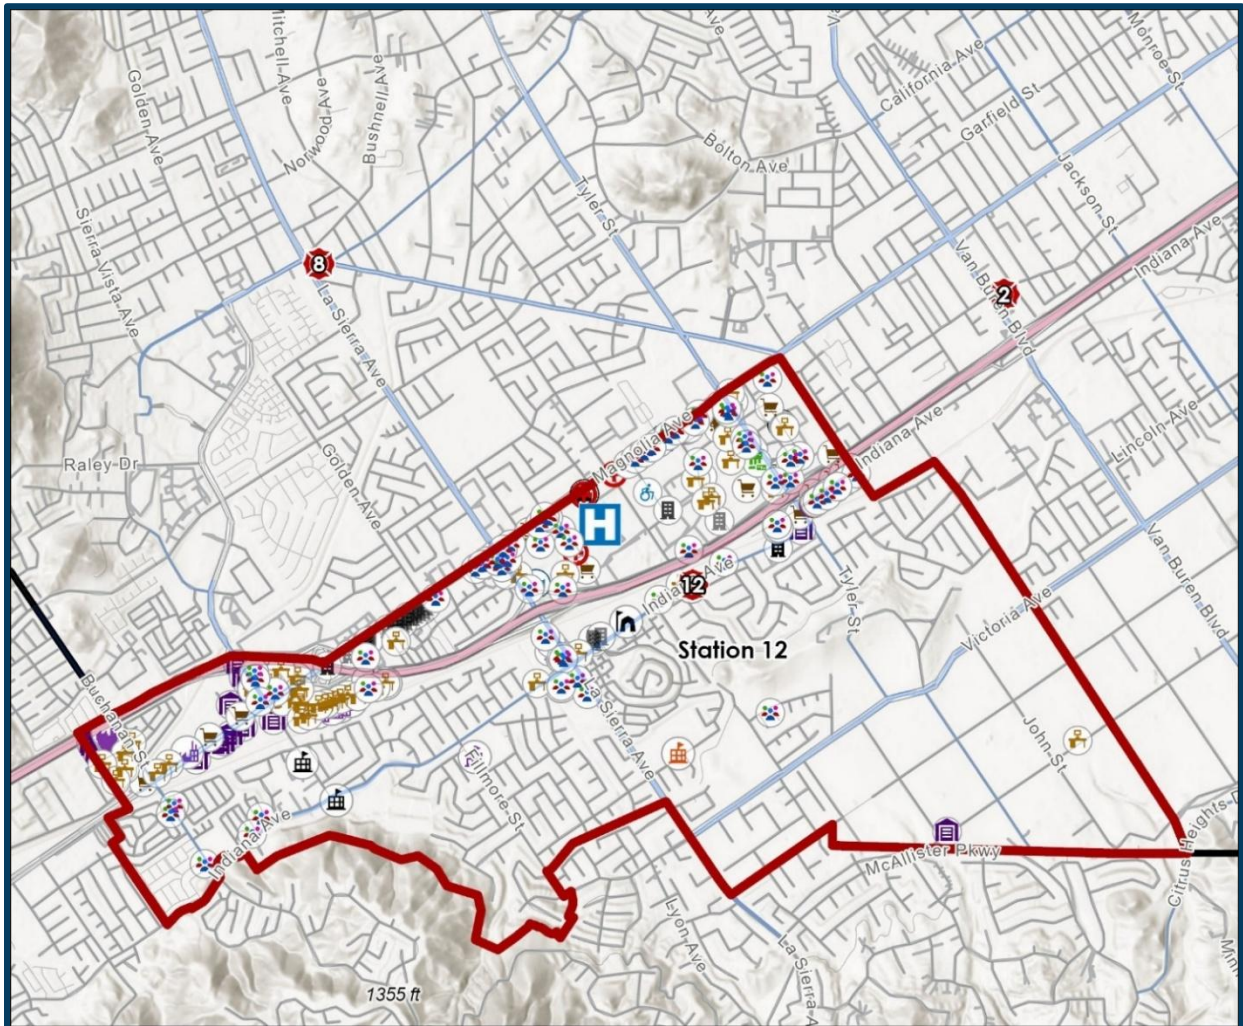 Mitchell Ave
Ave
Monroe St
California Ave
Golden Ave
Norwood Ave
Bushnell Ave
Garfield St
Bolton Ave
Jackson St
Tyler St
Sierra Vista Ave
Indiana Ave
Van Buren Blvd
8
2
La Sierra Ave
Magnolia Ave
Indiana Ave
Lincoln Ave
Raley Dr
Golden Ave
H
Van Buren Blvd
12
Indiana Ave
Tyler St
Victoria Ave
Station 12
La Sierra Ave
Buchanan St
John St
Fillmore St
Indiana Ave
McAllister Pkwy
Citrus Heights D
Lyon Ave
La Sierra A
1355 ft